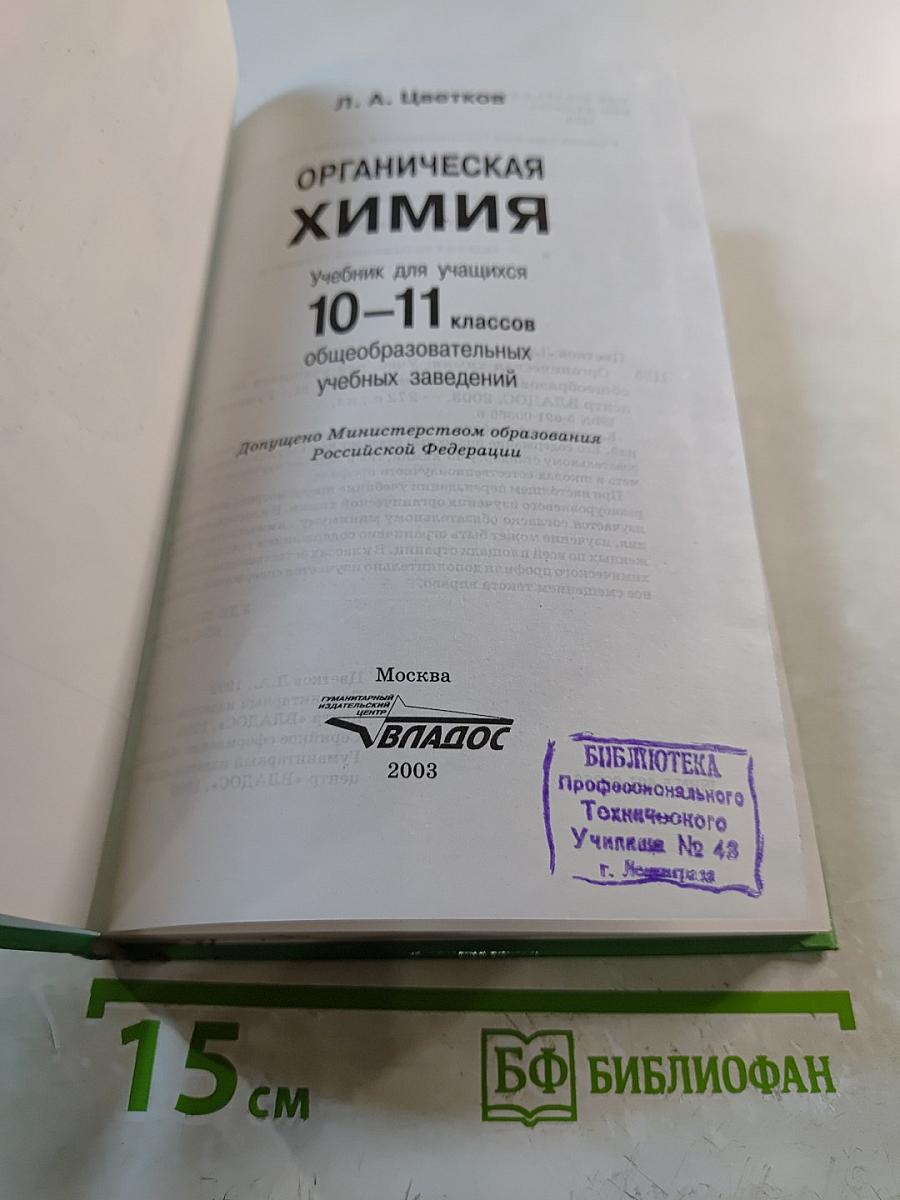 Л. А. Цветков
ОРГАНИЧЕСКАЯ
ХИМИЯ
Учебник для учащихся
10–11 классов
общеобразовательных
учебных заведений
Допущено Министерством образования
Российской Федерации
Москва
ГУМАНИТАРНЫЙ
ИЗДАТЕЛЬСКИЙ
ЦЕНТР
ВЛАДОС
2003
БИБЛИОТЕКА
Профессионального
Технического
Училища № 43
г. Ленинграда
15 см
БФ БИБЛИОФАН